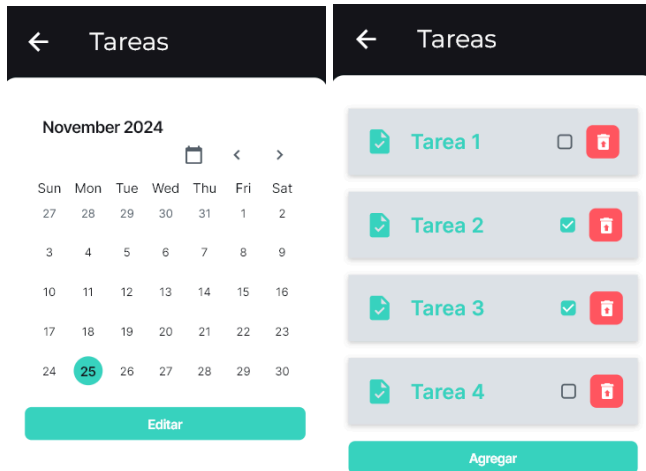 Tareas
November 2024
Sun Mon Tue Wed Thu Fri Sat
27 28 29 30 31 1 2
3 4 5 6 7 8 9
10 11 12 13 14 15 16
17 18 19 20 21 22 23
24 25 26 27 28 29 30
Editar
Tareas
Tarea 1
Tarea 2
Tarea 3
Tarea 4
Agregar